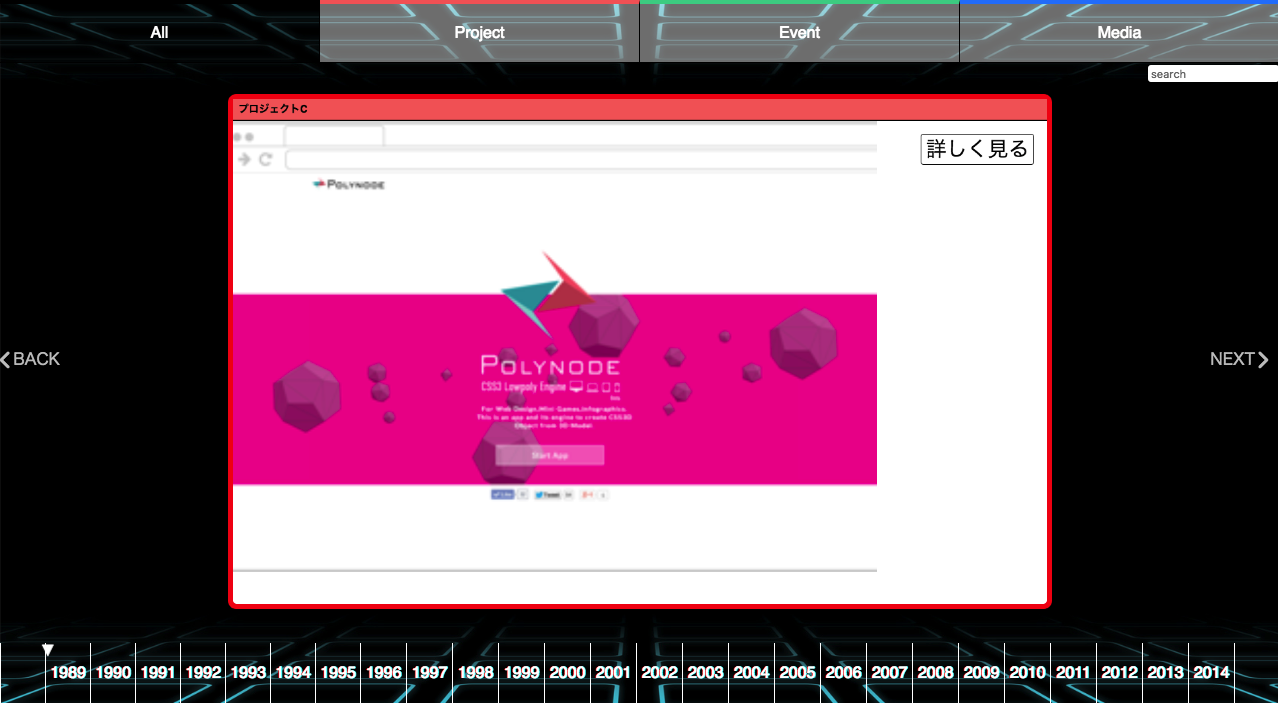 All
Project
Event
Media
search
プロジェクトC
詳しく見る
POLYNODE
POLYNODE
CSS3 Lowpoly Engine
For Web Design,Mini Games,Infographics.
This is an app and its engine to create CSS3D
Object from 3D-Model
Start App
Like
Tweet
BACK
NEXT
1989 1990 1991 1992 1993 1994 1995 1996 1997 1998 1999 2000 2001 2002 2003 2004 2005 2006 2007 2008 2009 2010 2011 2012 2013 2014